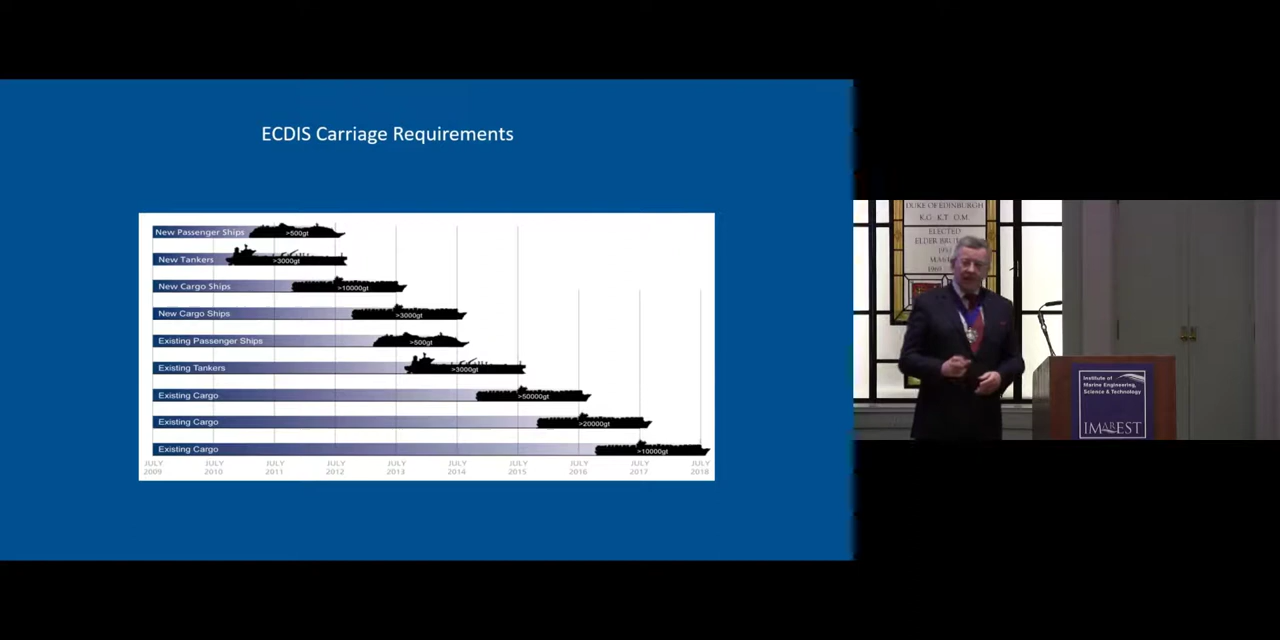 ECDIS Carriage Requirements
New Passenger Ships >500gt
New Tankers >3000gt
New Cargo Ships >10000gt
New Cargo Ships >3000gt
Existing Passenger Ships >500gt
Existing Tankers >3000gt
Existing Cargo >50000gt
Existing Cargo >20000gt
Existing Cargo >10000gt
JULY JULY JULY JULY JULY JULY JULY JULY JULY JULY
2009 2010 2011 2012 2013 2014 2015 2016 2017 2018
DUKE OF EDINBURGH
K.G K.T O.M
ELECTED
ELDER
Institute of
Marine Engineering,
Science & Technology
IMarEST